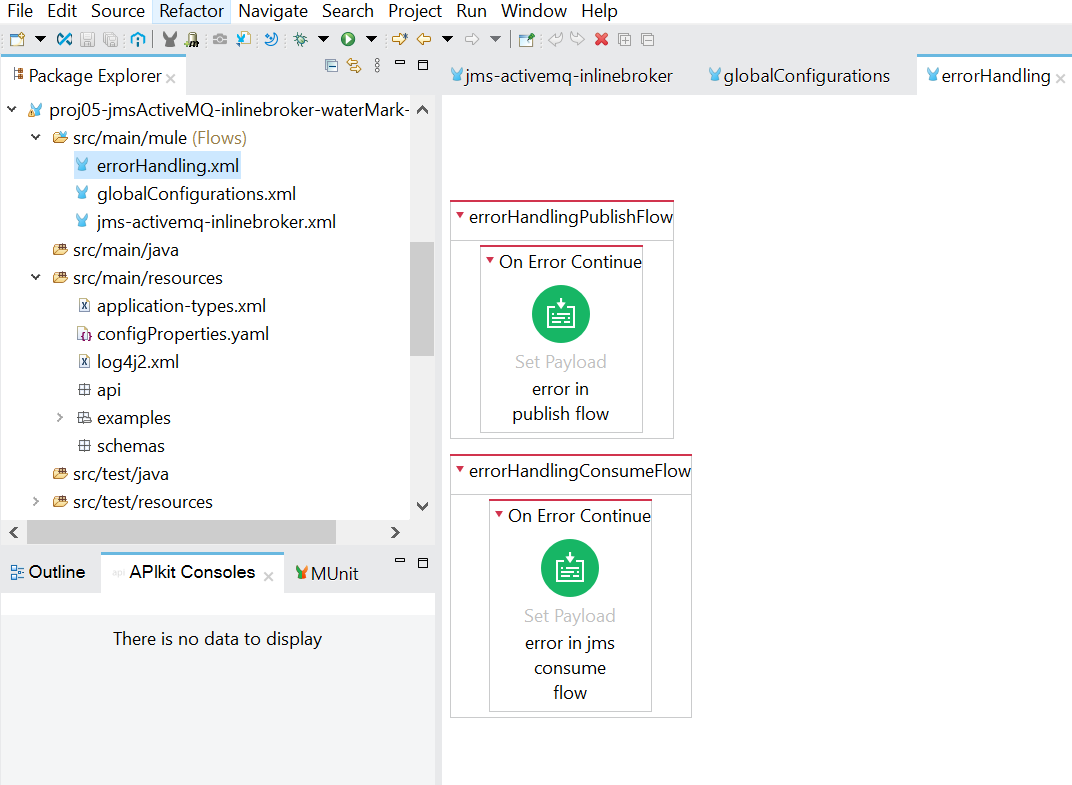 File Edit Source Refactor Navigate Search Project Run Window Help
Package Explorer
jms-activemq-inlinebroker
globalConfigurations
errorHandling
proj05-jmsActiveMQ-inlinebroker-waterMark-
src/main/mule (Flows)
errorHandling.xml
globalConfigurations.xml
jms-activemq-inlinebroker.xml
src/main/java
src/main/resources
application-types.xml
configProperties.yaml
log4j2.xml
api
examples
schemas
src/test/java
src/test/resources
Outline
api APIkit Consoles
MUnit
There is no data to display
errorHandlingPublishFlow
On Error Continue
Set Payload
error in
publish flow
errorHandlingConsumeFlow
On Error Continue
Set Payload
error in jms
consume
flow